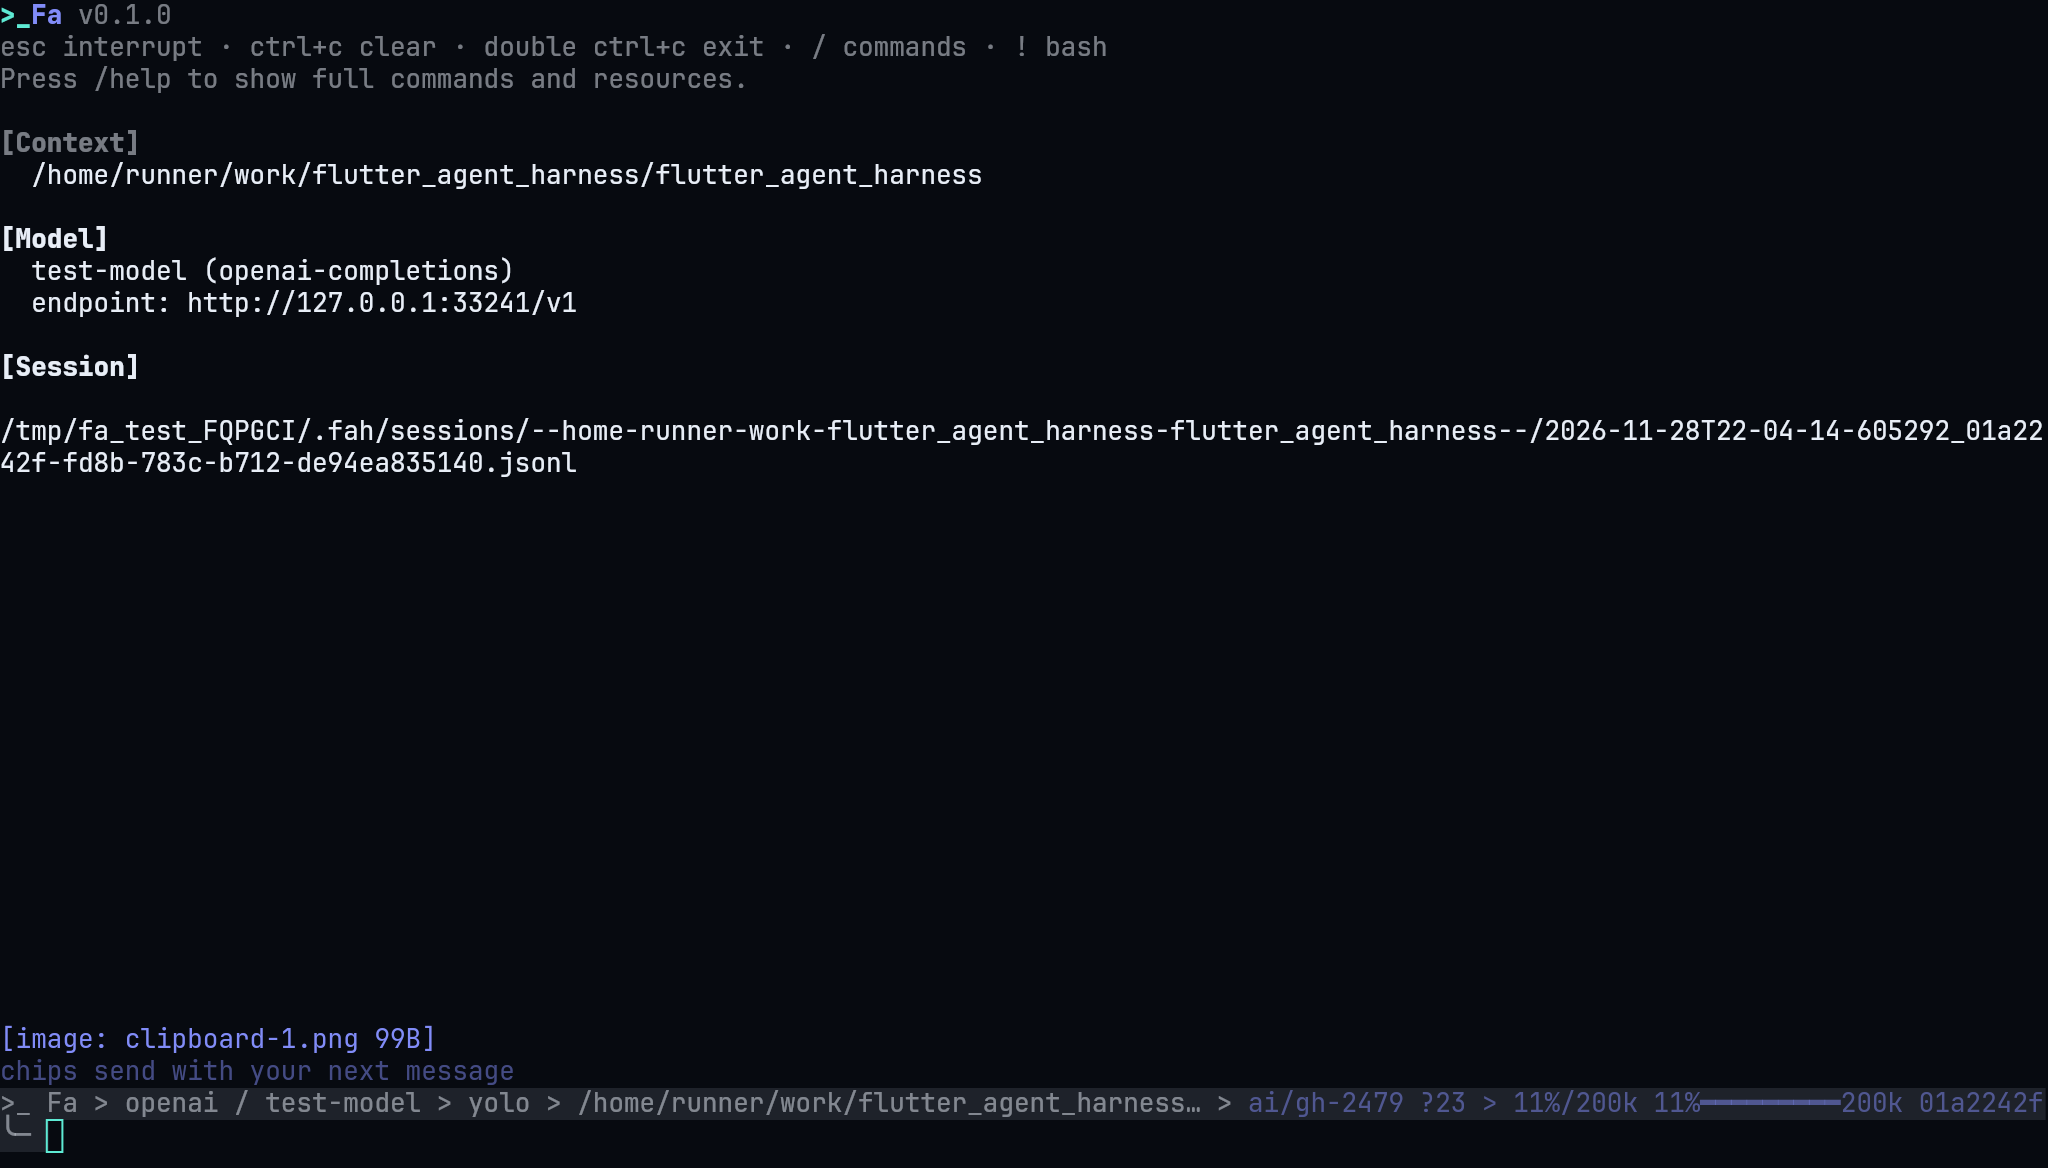 >_Fa v0.1.0
esc interrupt · ctrl+c clear · double ctrl+c exit · / commands · ! bash
Press /help to show full commands and resources.
[Context]
/home/runner/work/flutter_agent_harness/flutter_agent_harness
[Model]
test-model (openai-completions)
endpoint: http://127.0.0.1:33241/v1
[Session]
/tmp/fa_test_FQPGCI/.fah/sessions/--home-runner-work-flutter_agent_harness-flutter_agent_harness--/2026-11-28T22-04-14-605292_01a22
42f-fd8b-783c-b712-de94ea835140.jsonl
[image: clipboard-1.png 99B]
chips send with your next message
>_ Fa > openai / test-model > yolo > /home/runner/work/flutter_agent_harness… > ai/gh-2479 ?23 > 11%/200k 11%━━━━━━━━━200k 01a2242f
╰─